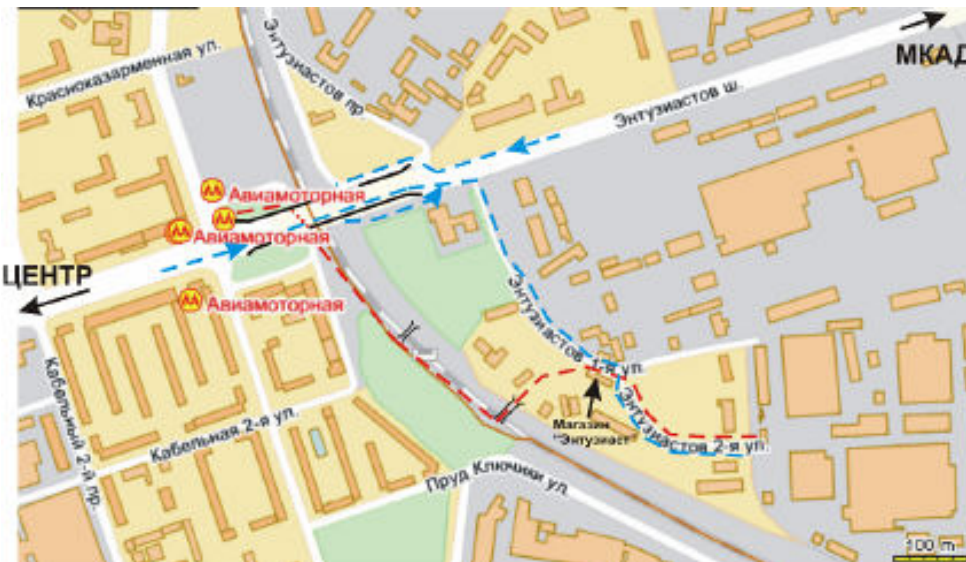 Красноказарменная ул.
Энтузиастов пр.
МКАД
Энтузиастов ш.
Авиамоторная
Авиамоторная
ЦЕНТР
Авиамоторная
Энтузиастов 1-я ул.
Магазин
"Энтузиаст"
Энтузиастов 2-я ул.
Кабельный 2-й пр.
Кабельная 2-я ул.
Пруд Ключики ул.
100 m